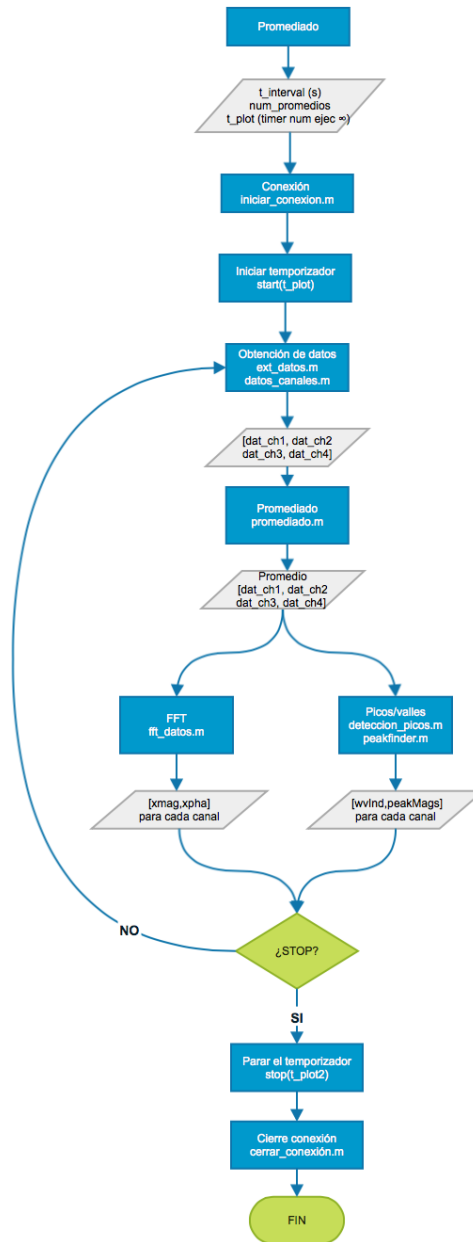 Promediado
t_interval (s)
num_promedios
t_plot (timer num ejec ∞)
Conexión
iniciar_conexion.m
Iniciar temporizador
start(t_plot)
Obtención de datos
ext_datos.m
datos_canales.m
[dat_ch1, dat_ch2
dat_ch3, dat_ch4]
Promediado
promediado.m
Promedio
[dat_ch1, dat_ch2
dat_ch3, dat_ch4]
FFT
fft_datos.m
Picos/valles
deteccion_picos.m
peakfinder.m
[xmag,xpha]
para cada canal
[wvInd,peakMags]
para cada canal
NO
¿STOP?
SI
Parar el temporizador
stop(t_plot2)
Cierre conexión
cerrar_conexión.m
FIN